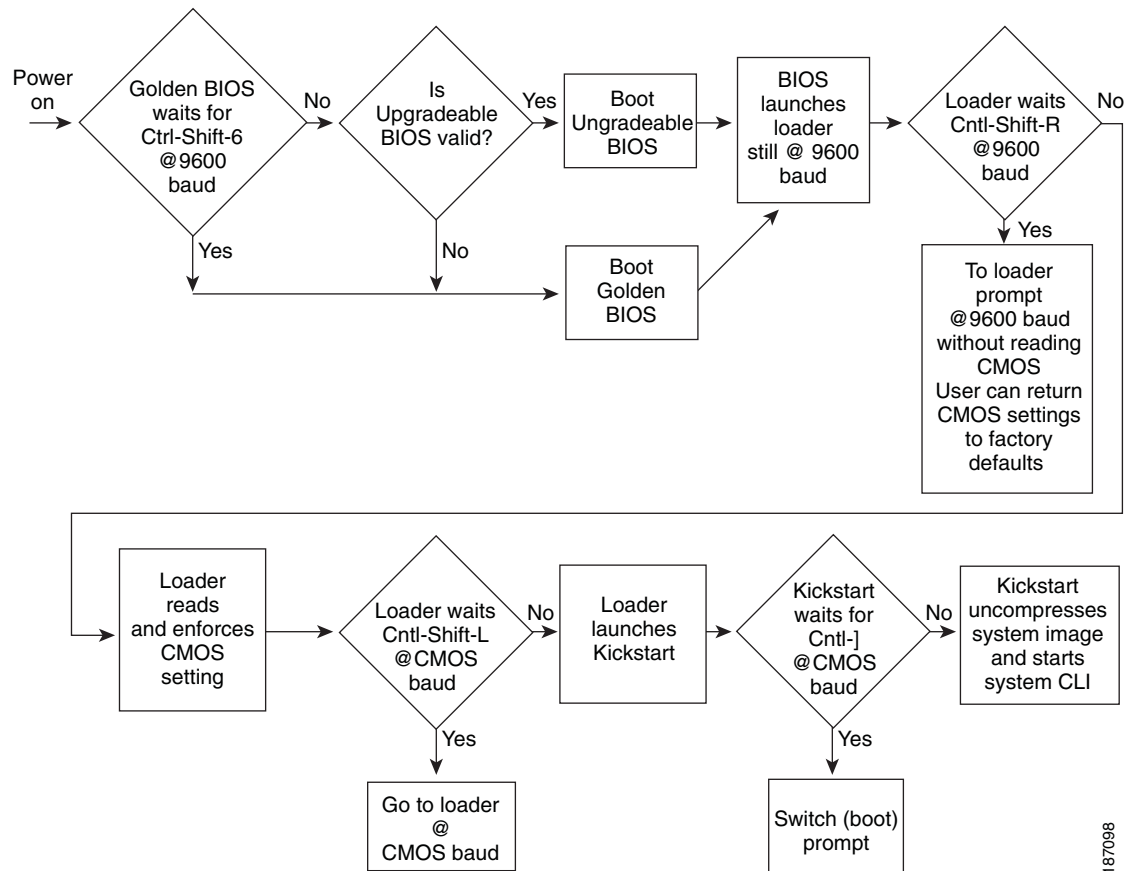 Power
on
Golden BIOS
waits for
Ctrl-Shift-6
@9600
baud
No
Yes
Is
Upgradeable
BIOS valid?
Yes
No
Boot
Ungradeable
BIOS
Boot
Golden
BIOS
BIOS
launches
loader
still @ 9600
baud
Loader waits
Cntl-Shift-R
@9600
baud
No
Yes
To loader
prompt
@9600 baud
without reading
CMOS
User can return
CMOS settings
to factory
defaults
Loader
reads
and enforces
CMOS
setting
Loader waits
Cntl-Shift-L
@CMOS
baud
No
Yes
Go to loader
@
CMOS baud
Loader
launches
Kickstart
Kickstart
waits for
Cntl-]
@CMOS
baud
No
Yes
Switch (boot)
prompt
Kickstart
uncompresses
system image
and starts
system CLI
187098